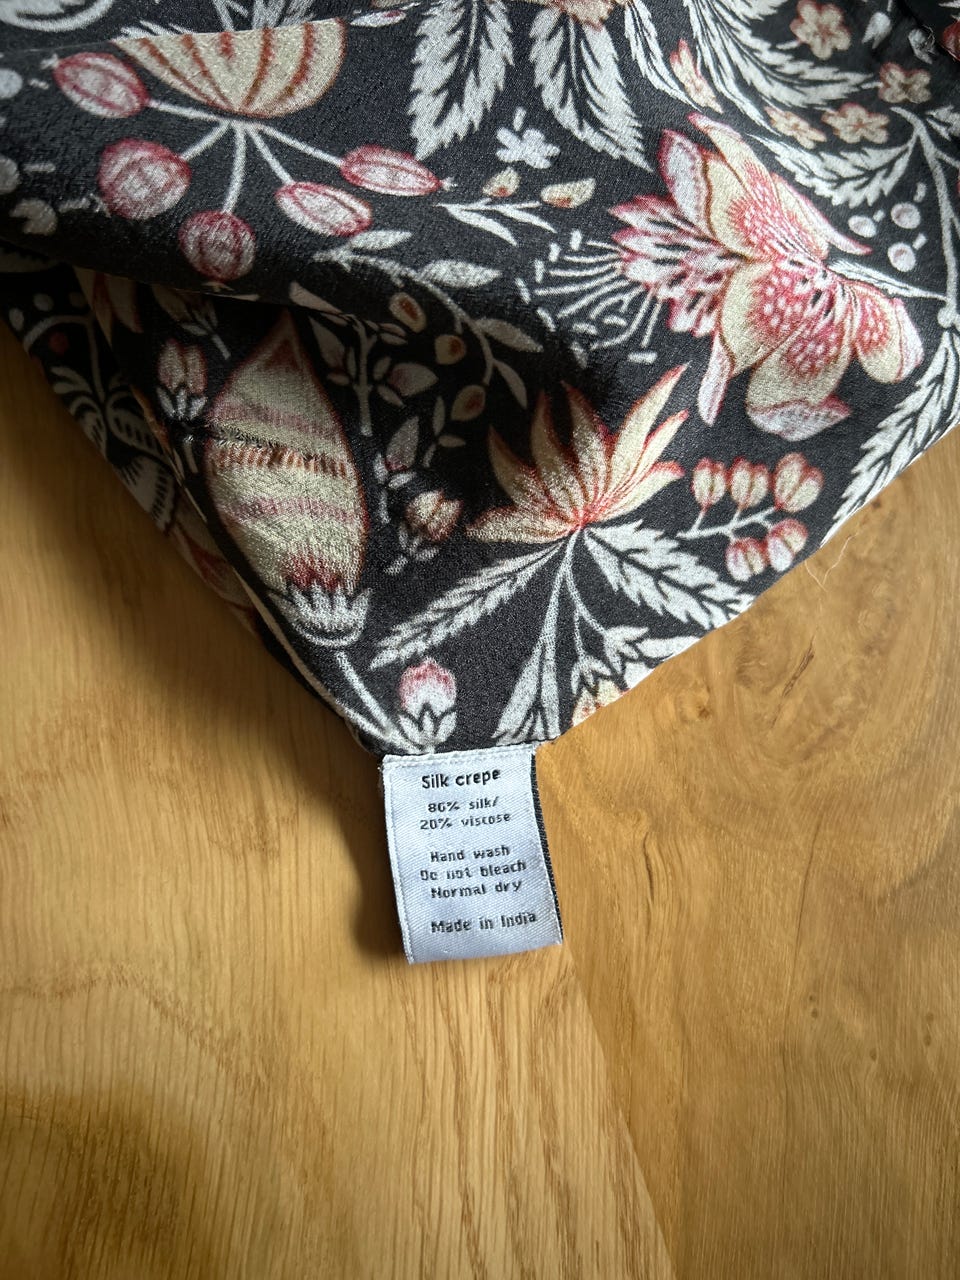 Silk crepe
80% silk/
20% viscose
Hand wash
Do not bleach
Normal dry
Made in India